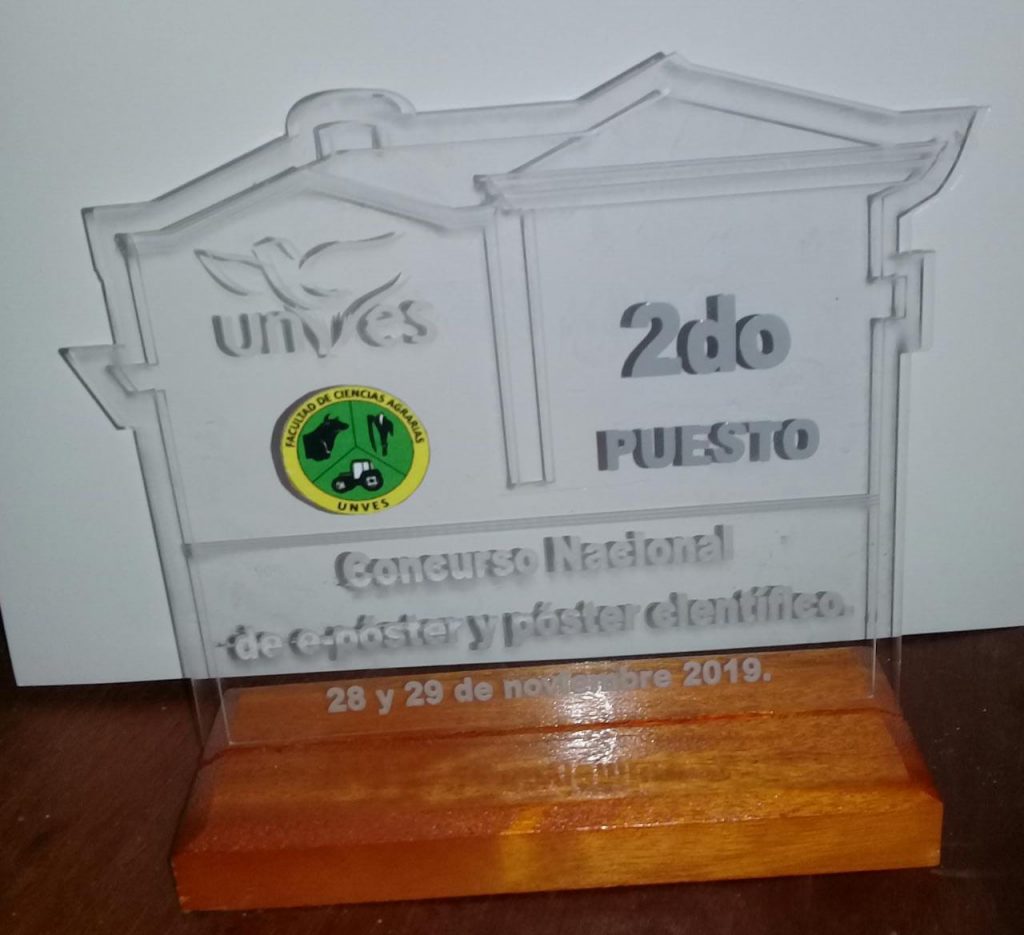 unves
FACULTAD DE CIENCIAS AGRARIAS
UNVES
2do
PUESTO
Concurso Nacional
de e-póster y póster científico.
28 y 29 de noviembre 2019.